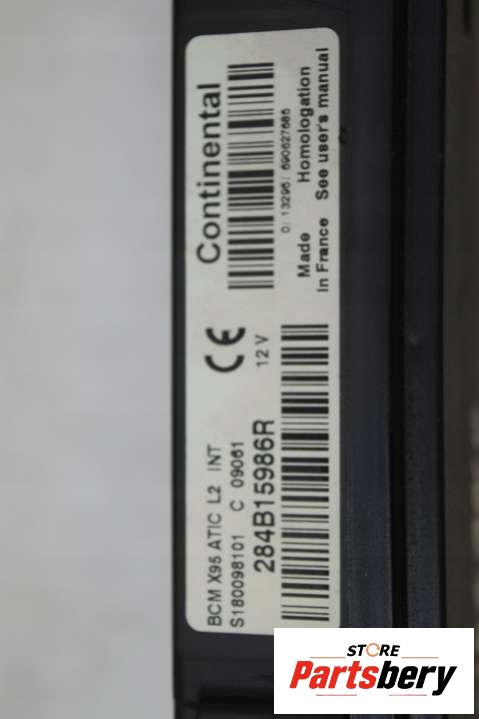 BCM X95 ATIC L2 INT
S180098101 C 09061
284B15986R
CE
12 V
Continental
0/ 13296/ 690627685
Made Homologation
in France See user's manual
STORE
Partsbery